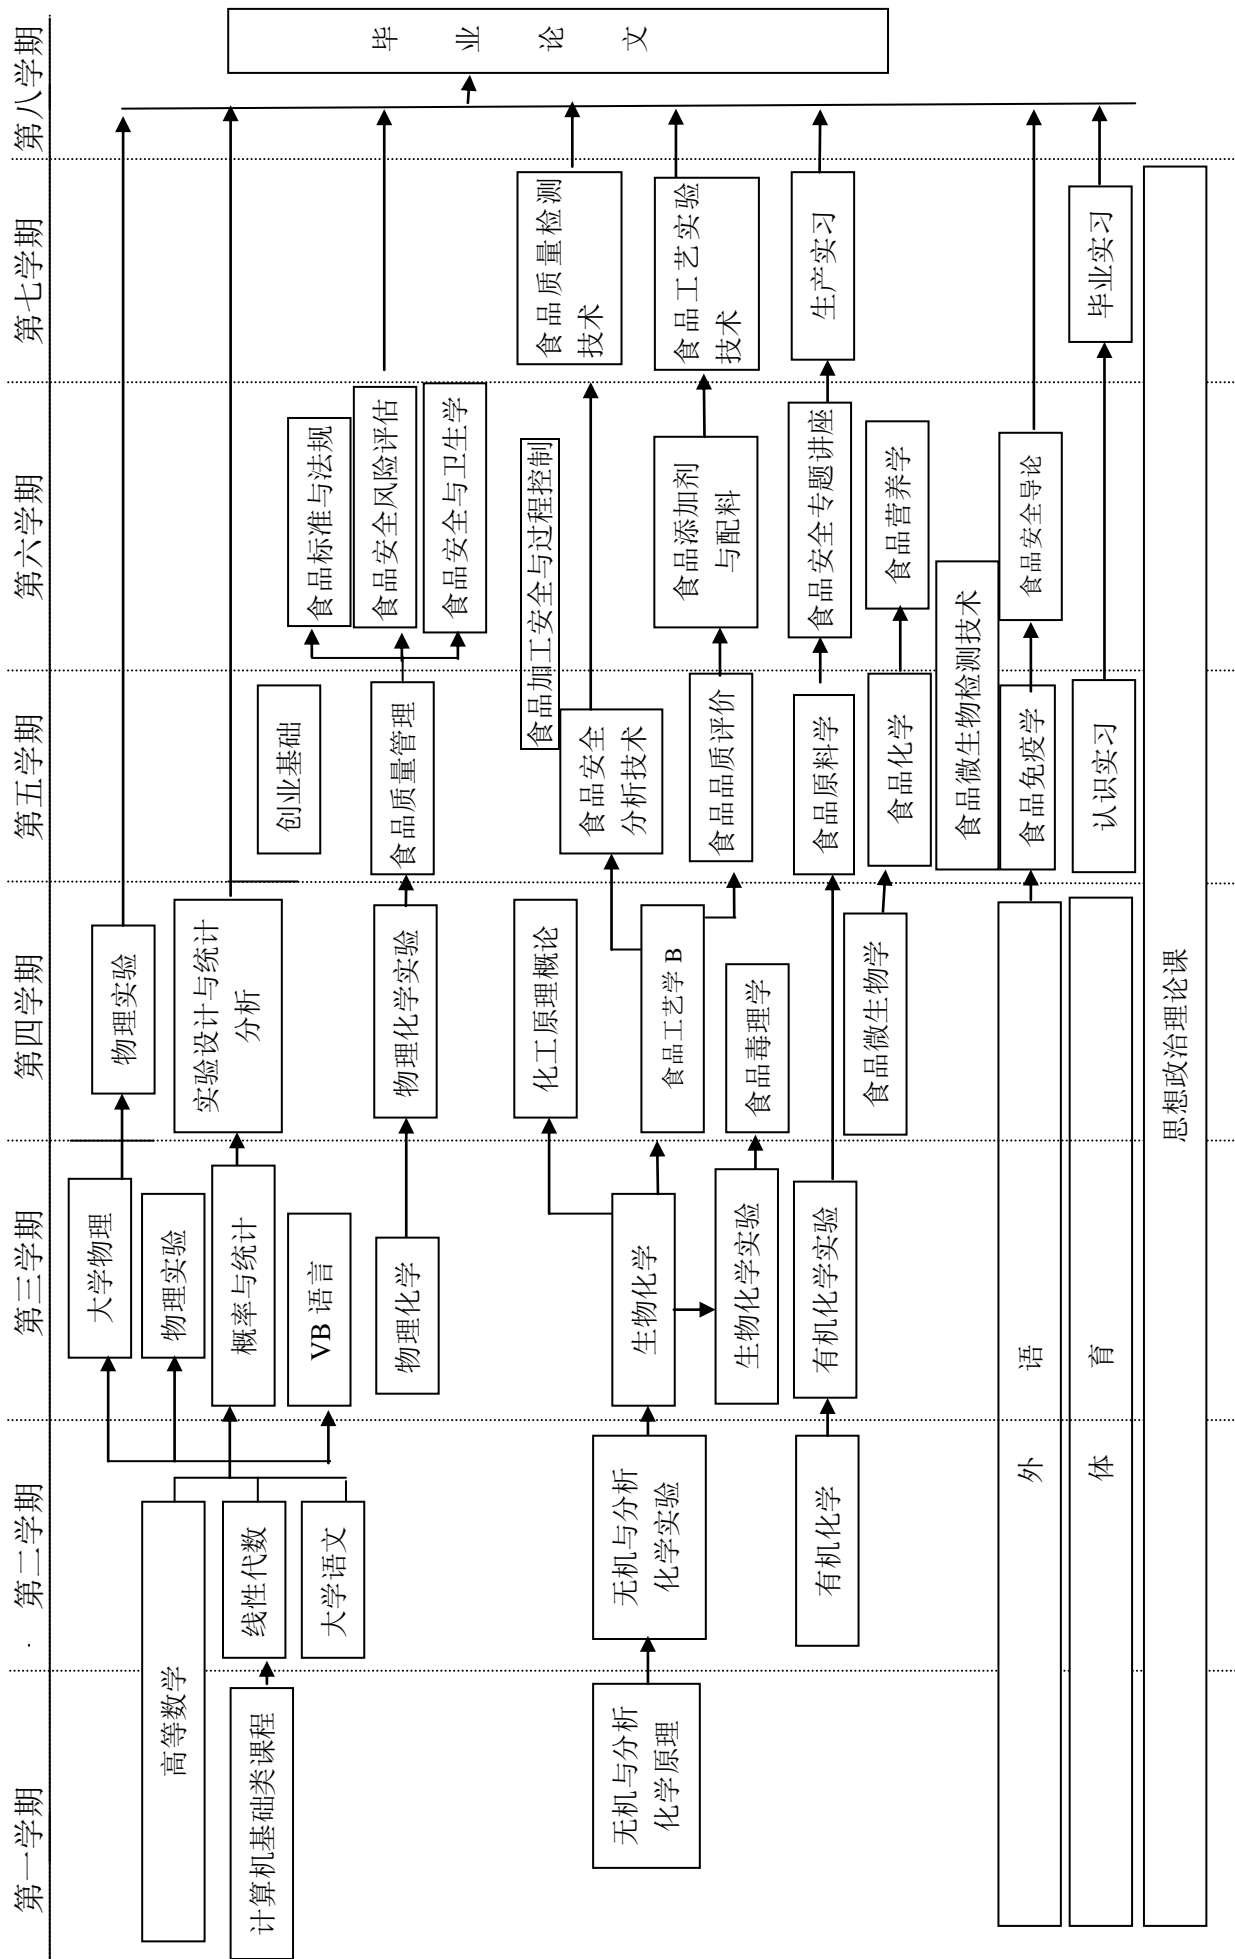 第一学期
第二学期
第三学期
第四学期
第五学期
第六学期
第七学期
第八学期
大学物理
物理实验
物理实验
高等数学
计算机基础类课程
线性代数
大学语文
概率与统计
VB 语言
实验设计与统计
分析
创业基础
食品标准与法规
食品安全风险评估
食品安全与卫生学
物理化学
物理化学实验
食品质量管理
毕业论文
无机与分析
化学原理
无机与分析
化学实验
生物化学
生物化学实验
化工原理概论
食品工艺学 B
食品毒理学
食品加工安全与过程控制
食品安全
分析技术
食品质量检测
技术
食品品质评价
食品添加剂
与配料
食品工艺实验
技术
有机化学
有机化学实验
食品原料学
食品安全专题讲座
生产实习
食品微生物学
食品化学
食品营养学
食品微生物检测技术
外语
食品免疫学
食品安全导论
体育
认识实习
毕业实习
思想政治理论课